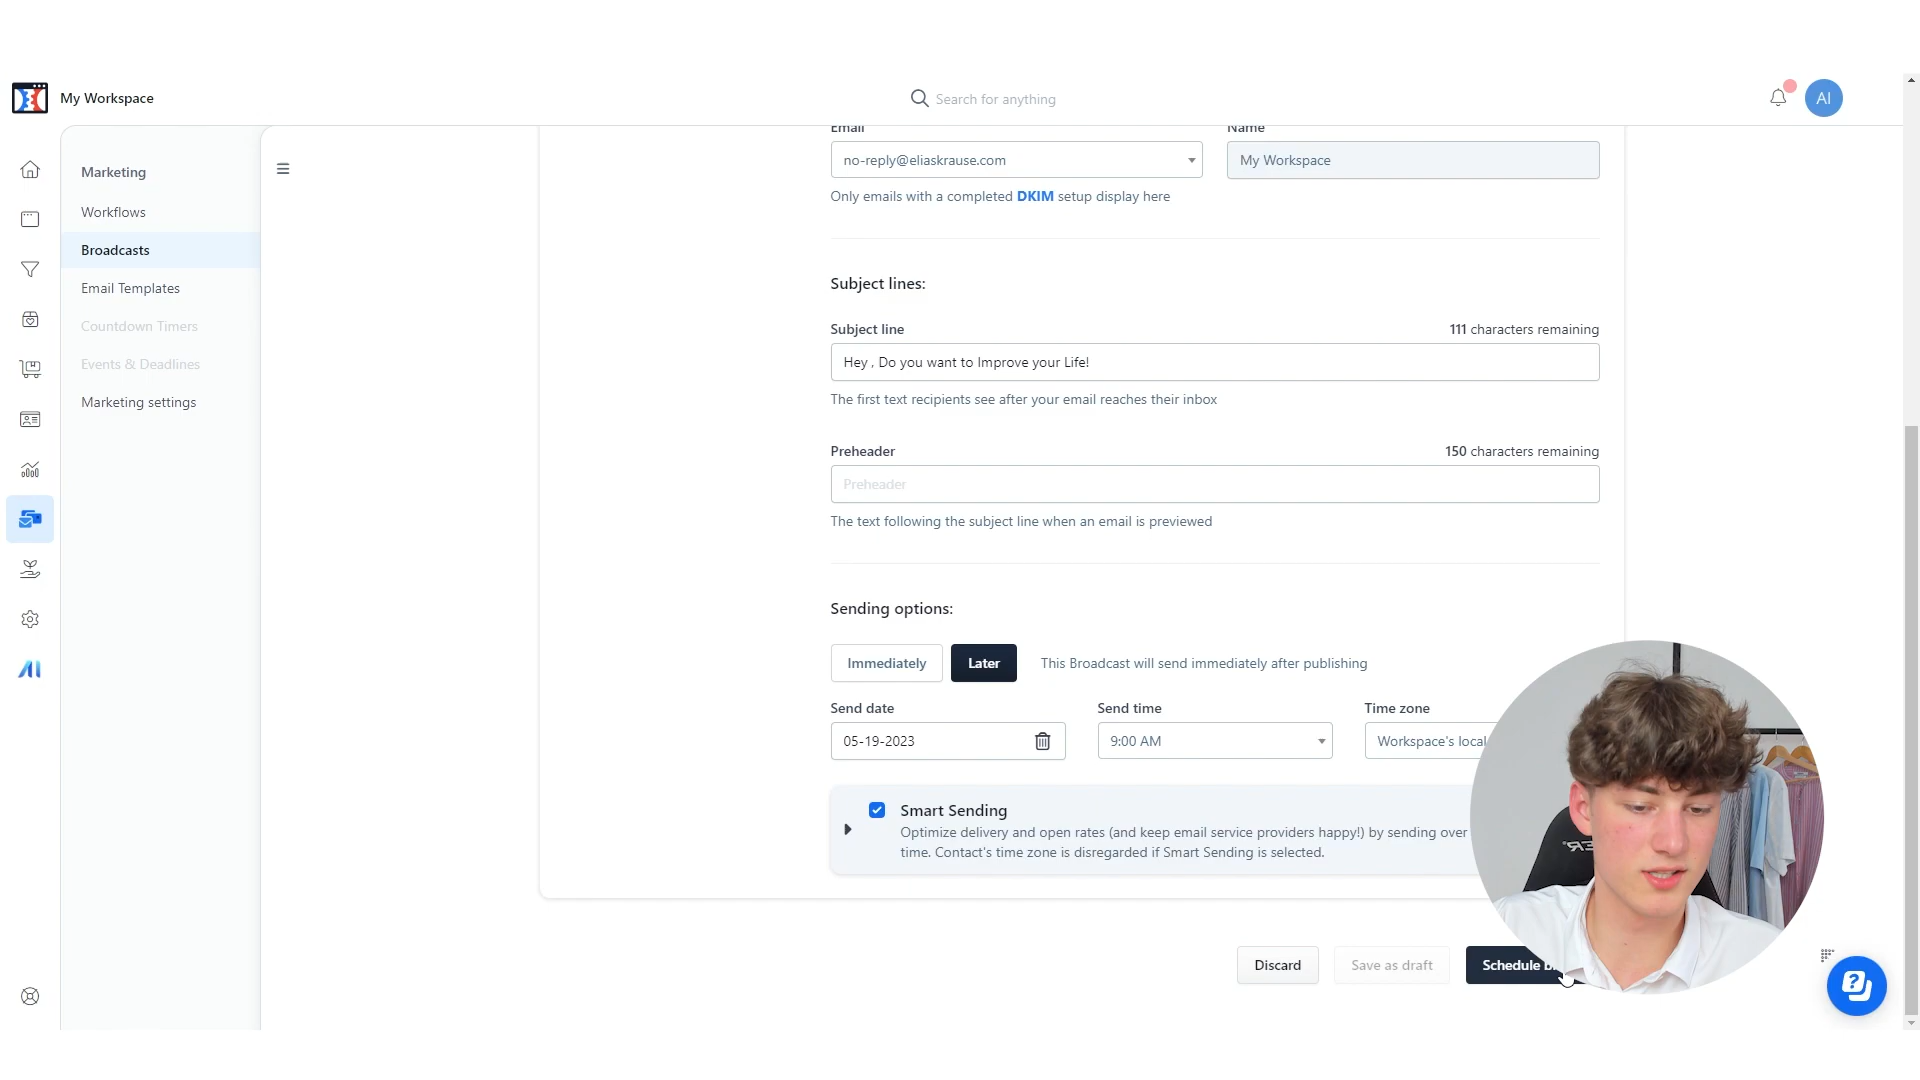 My Workspace
Search for anything
AI
Marketing
Workflows
Broadcasts
Email Templates
Countdown Timers
Events & Deadlines
Marketing settings
Email
Name
no-reply@eliaskrause.com
My Workspace
Only emails with a completed DKIM setup display here
Subject lines:
Subject line
111 characters remaining
Hey , Do you want to Improve your Life!
The first text recipients see after your email reaches their inbox
Preheader
150 characters remaining
Preheader
The text following the subject line when an email is previewed
Sending options:
Immediately
Later
This Broadcast will send immediately after publishing
Send date
Send time
Time zone
05-19-2023
9:00 AM
Workspace's local
Smart Sending
Optimize delivery and open rates (and keep email service providers happy!) by sending over
time. Contact's time zone is disregarded if Smart Sending is selected.
Discard
Save as draft
Schedule